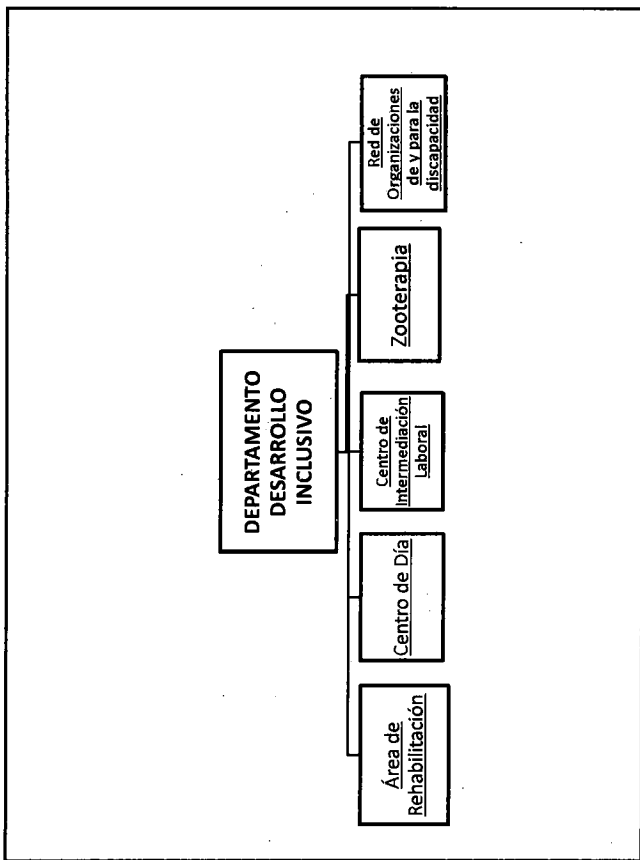 DEPARTAMENTO
DESARROLLO
INCLUSIVO
Área de
Rehabilitación
Centro de Día
Centro de
Intermediación
Laboral
Zooterapia
Red de
Organizaciones
de y para la
discapacidad